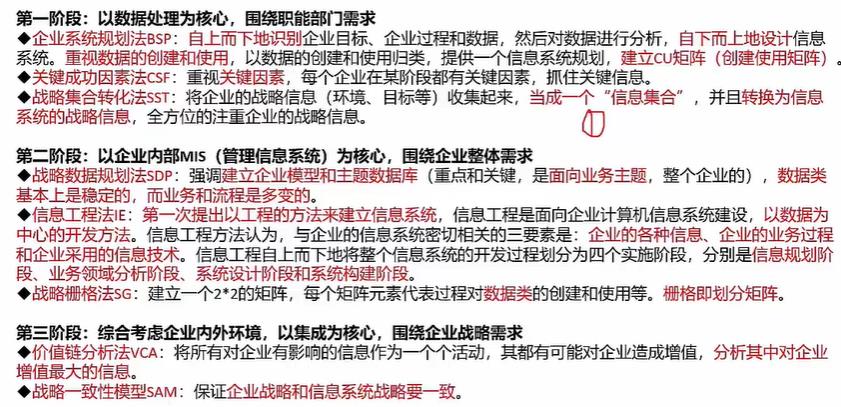 第一阶段：以数据处理为核心，围绕职能部门需求
◆企业系统规划法BSP：自上而下地识别企业目标、企业过程和数据，然后对数据进行分析，自下而上地设计信息
系统。重视数据的创建和使用，以数据的创建和使用归类，提供一个信息系统规划，建立CU矩阵（创建使用矩阵）。
◆关键成功因素法CSF：重视关键因素，每个企业在某阶段都有关键因素，抓住关键信息。
◆战略集合转化法SST：将企业的战略信息（环境、目标等）收集起来，当成一个“信息集合”，并且转换为信息
系统的战略信息，全方位的注重企业的战略信息。
第二阶段：以企业内部MIS（管理信息系统）为核心，围绕企业整体需求
◆战略数据规划法SDP：强调建立企业模型和主题数据库（重点和关键，是面向业务主题，整个企业的），数据类
基本上是稳定的，而业务和流程是多变的。
◆信息工程法IE：第一次提出以工程的方法来建立信息系统，信息工程是面向企业计算机信息系统建设，以数据为
中心的开发方法。信息工程方法认为，与企业的信息系统密切相关的三要素是：企业的各种信息、企业的业务过程
和企业采用的信息技术。信息工程自上而下地将整个信息系统的开发过程划分为四个实施阶段，分别是信息规划阶
段、业务领域分析阶段、系统设计阶段和系统构建阶段。
◆战略栅格法SG：建立一个2*2的矩阵，每个矩阵元素代表过程对数据类的创建和使用等。栅格即划分矩阵。
第三阶段：综合考虑企业内外环境，以集成为核心，围绕企业战略需求
◆价值链分析法VCA：将所有对企业有影响的信息作为一个个活动，其都有可能对企业造成增值，分析其中对企业
增值最大的信息。
◆战略一致性模型SAM：保证企业战略和信息系统战略要一致。